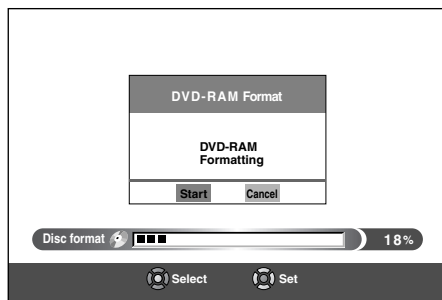 DVD-RAM Format
DVD-RAM
Formatting
Start Cancel
Disc format 18%
Select Set